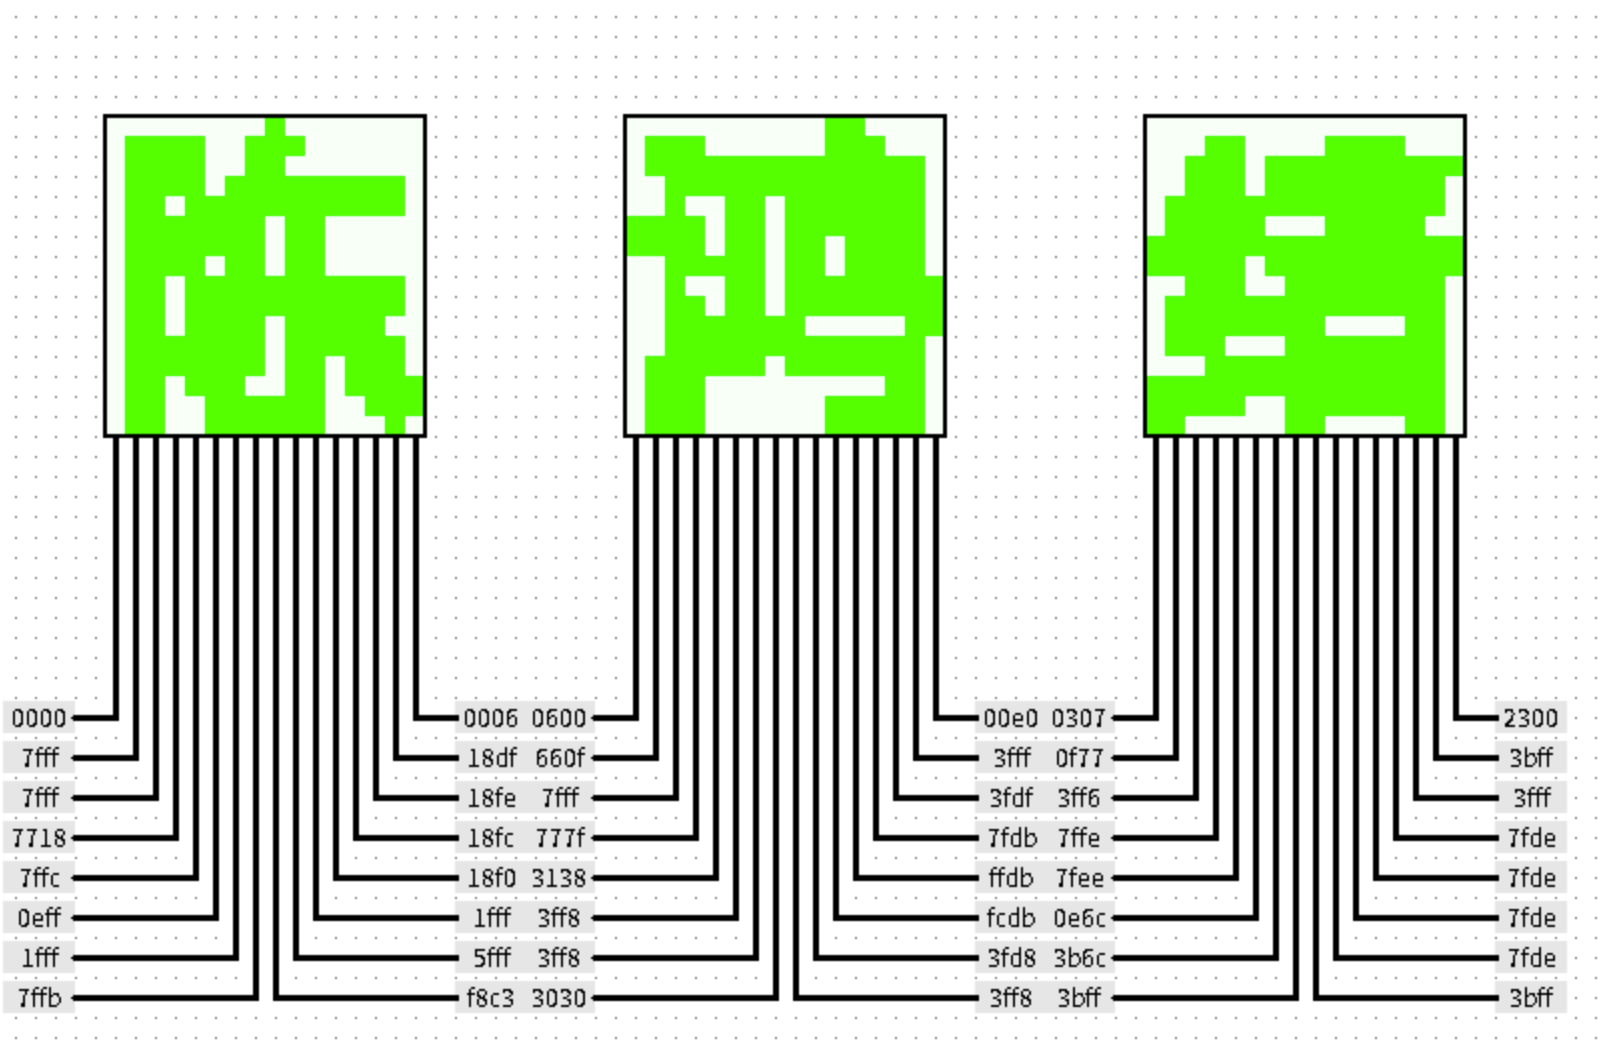 0000 0006 0600 00e0 0307 2300
7fff 18df 660f 3fff 0f77 3bff
7fff 18fe 7fff 3fdf 3ff6 3fff
7718 18fc 777f 7fdb 7ffe 7fde
7ffc 18f0 3138 ffdb 7fee 7fde
0eff 1fff 3ff8 fcdb 0e6c 7fde
1fff 5fff 3ff8 3fd8 3b6c 7fde
7ffb f8c3 3030 3ff8 3bff 3bff